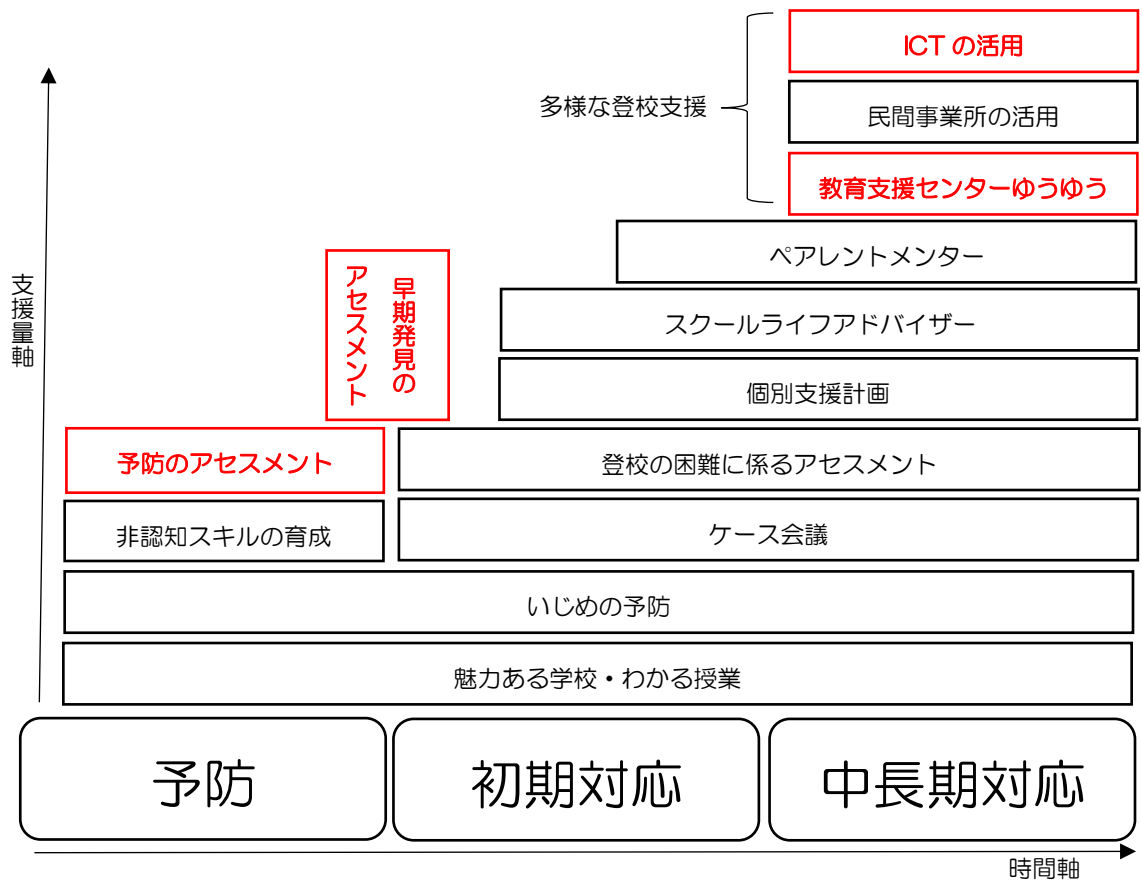 ICT の活用
多様な登校支援
民間事業所の活用
教育支援センターゆうゆう
ペアレントメンター
支援量軸
早期発見の
アセスメント
スクールライフアドバイザー
個別支援計画
予防のアセスメント
登校の困難に係るアセスメント
非認知スキルの育成
ケース会議
いじめの予防
魅力ある学校・わかる授業
予防
初期対応
中長期対応
時間軸